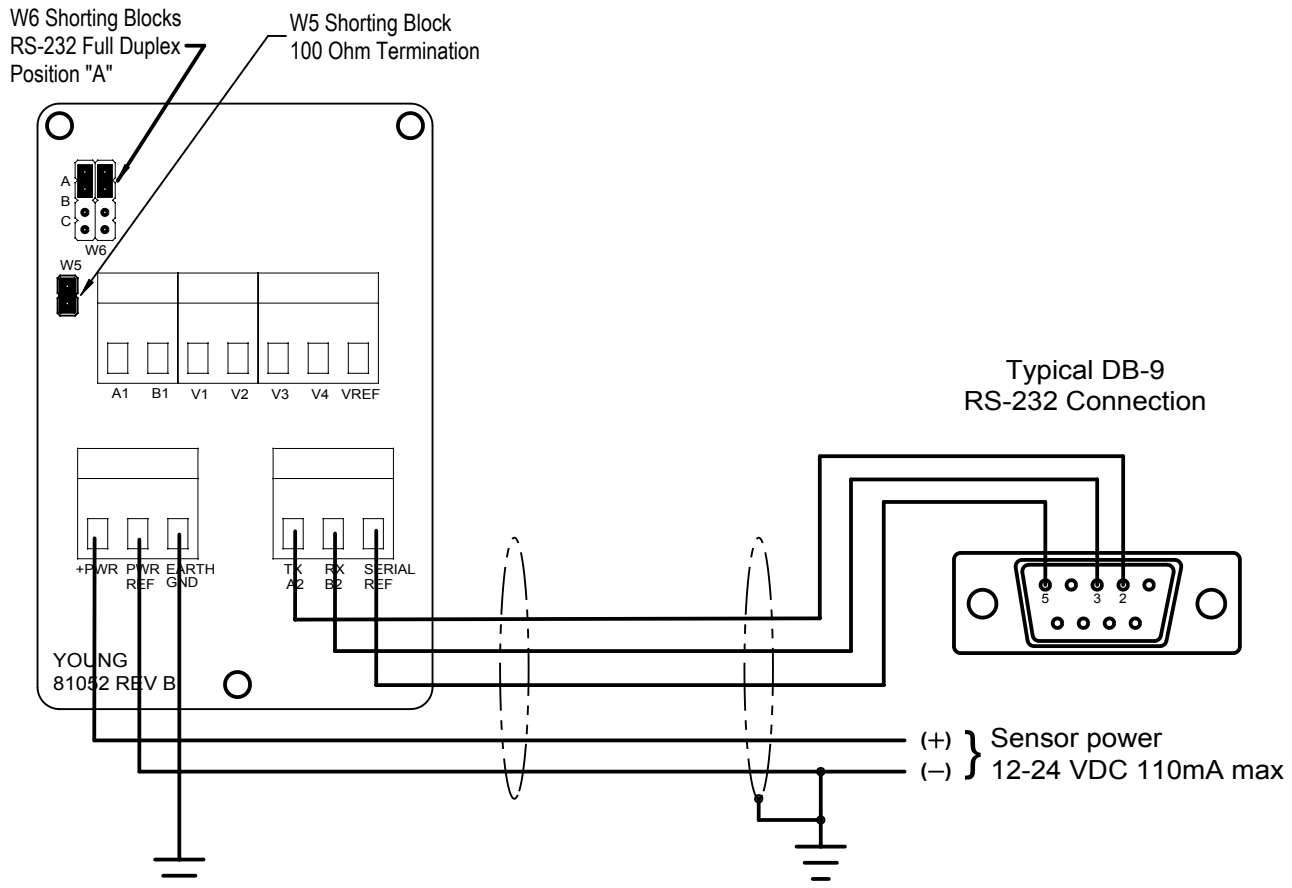 W6 Shorting Blocks
RS-232 Full Duplex
Position "A"
W5 Shorting Block
100 Ohm Termination
A
B
C
W6
W5
A1 B1 V1 V2 V3 V4 VREF
Typical DB-9
RS-232 Connection
+PWR PWR EARTH
REF GND
TX RX SERIAL
A2 B2 REF
5 3 2
YOUNG
81052 REV B
(+) } Sensor power
(−) 12-24 VDC 110mA max